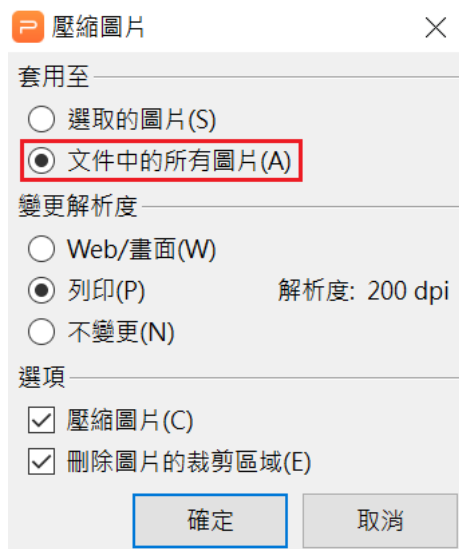 壓縮圖片
套用至
選取的圖片(S)
文件中的所有圖片(A)
變更解析度
Web/畫面(W)
列印(P) 解析度: 200 dpi
不變更(N)
選項
壓縮圖片(C)
刪除圖片的裁剪區域(E)
確定 取消